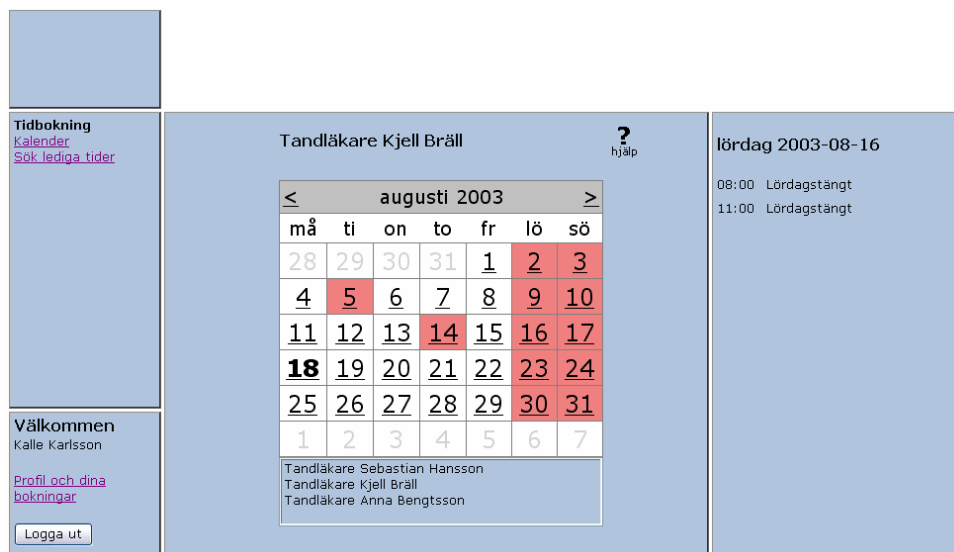 Tidbokning
Kalender
Sök lediga tider
Välkommen
Kalle Karlsson
Profil och dina
bokningar
Logga ut
Tandläkare Kjell Bräll
?
hjälp
< augusti 2003 >
må ti on to fr lö sö
28 29 30 31 1 2 3
4 5 6 7 8 9 10
11 12 13 14 15 16 17
18 19 20 21 22 23 24
25 26 27 28 29 30 31
1 2 3 4 5 6 7
Tandläkare Sebastian Hansson
Tandläkare Kjell Bräll
Tandläkare Anna Bengtsson
lördag 2003-08-16
08:00 Lördagstängt
11:00 Lördagstängt